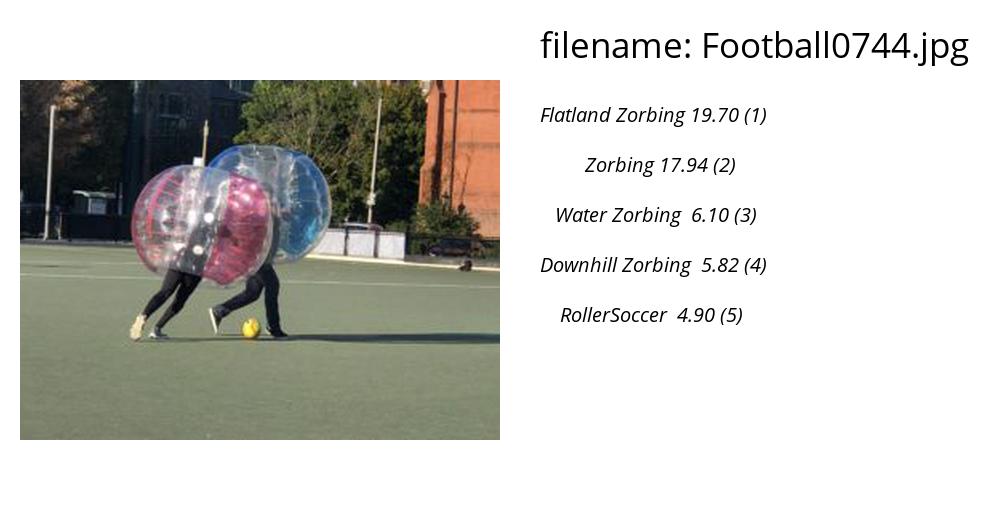 filename: Football0744.jpg
Flatland Zorbing 19.70 (1)
Zorbing 17.94 (2)
Water Zorbing 6.10 (3)
Downhill Zorbing 5.82 (4)
RollerSoccer 4.90 (5)